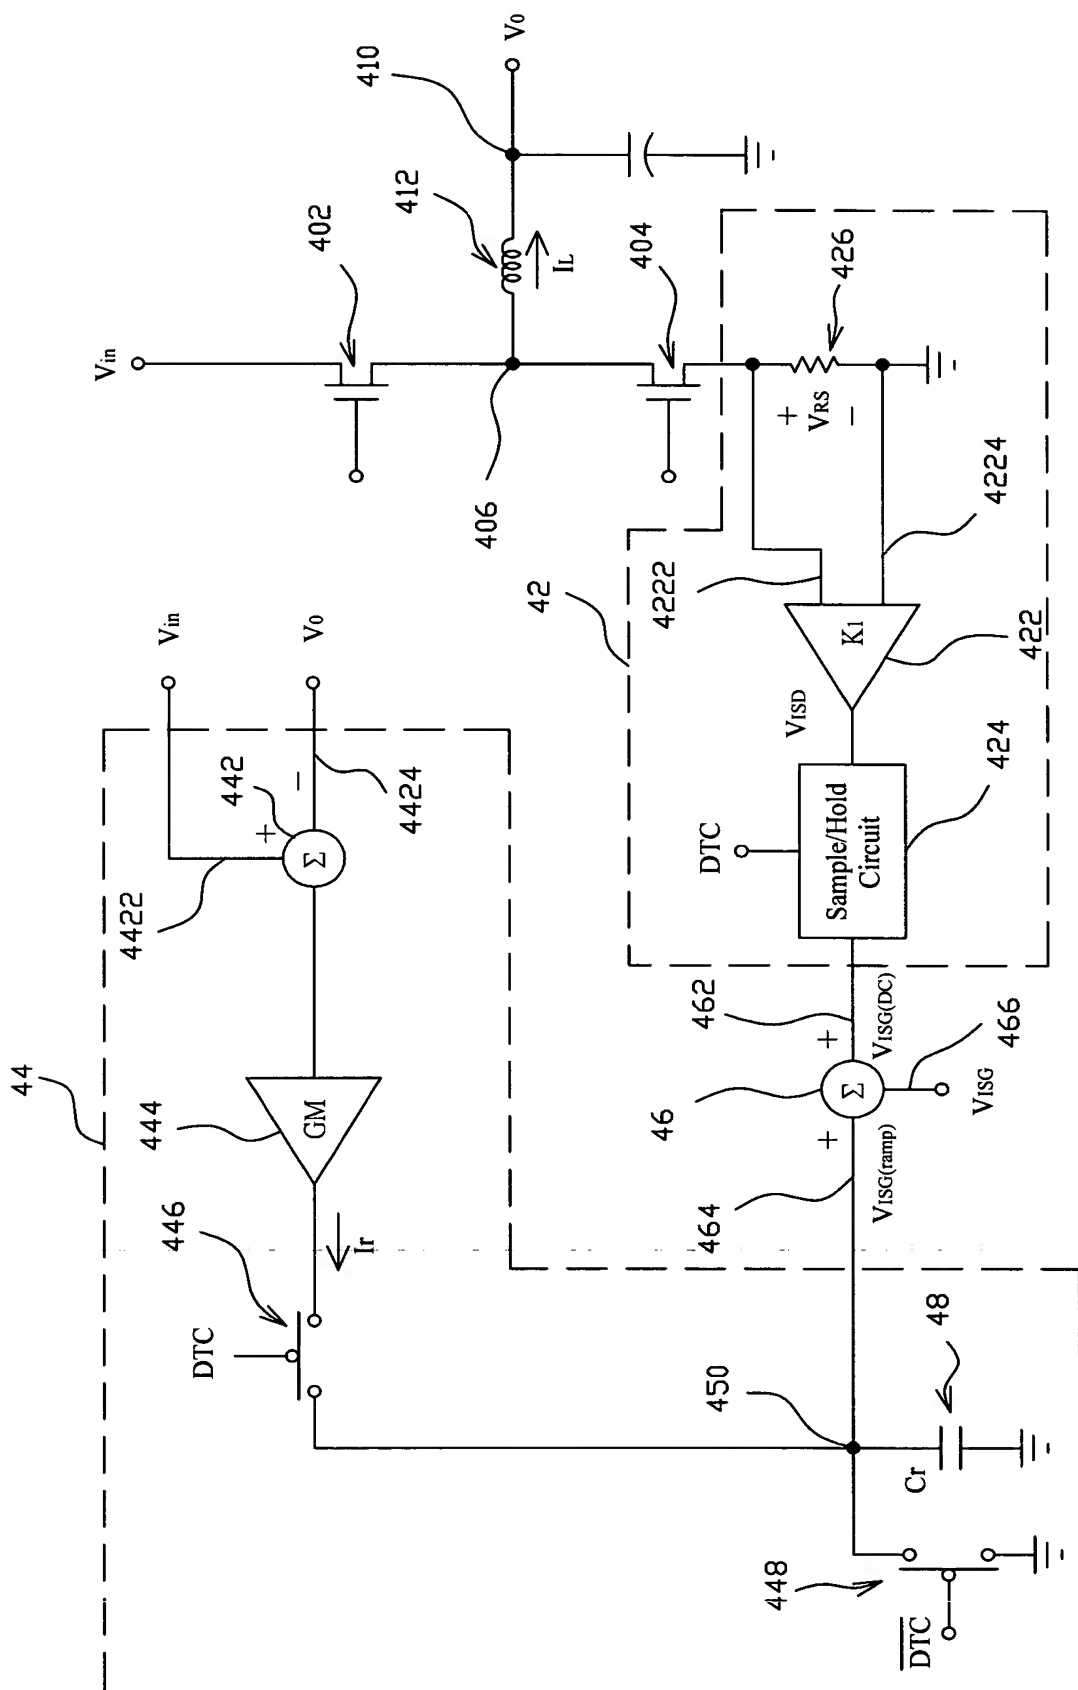 44
442
V0
Vin
4422
4424
+
−
Σ
444
GM
446
Ir
DTC
450
48
Cr
448
DTC
464
VISG(ramp)
+
46
Σ
+
462
VISG(DC)
466
VISG
42
DTC
Sample/Hold
Circuit
424
VISD
K1
422
4222
4224
+
VRS
−
426
Vin
402
404
406
412
IL
410
V0